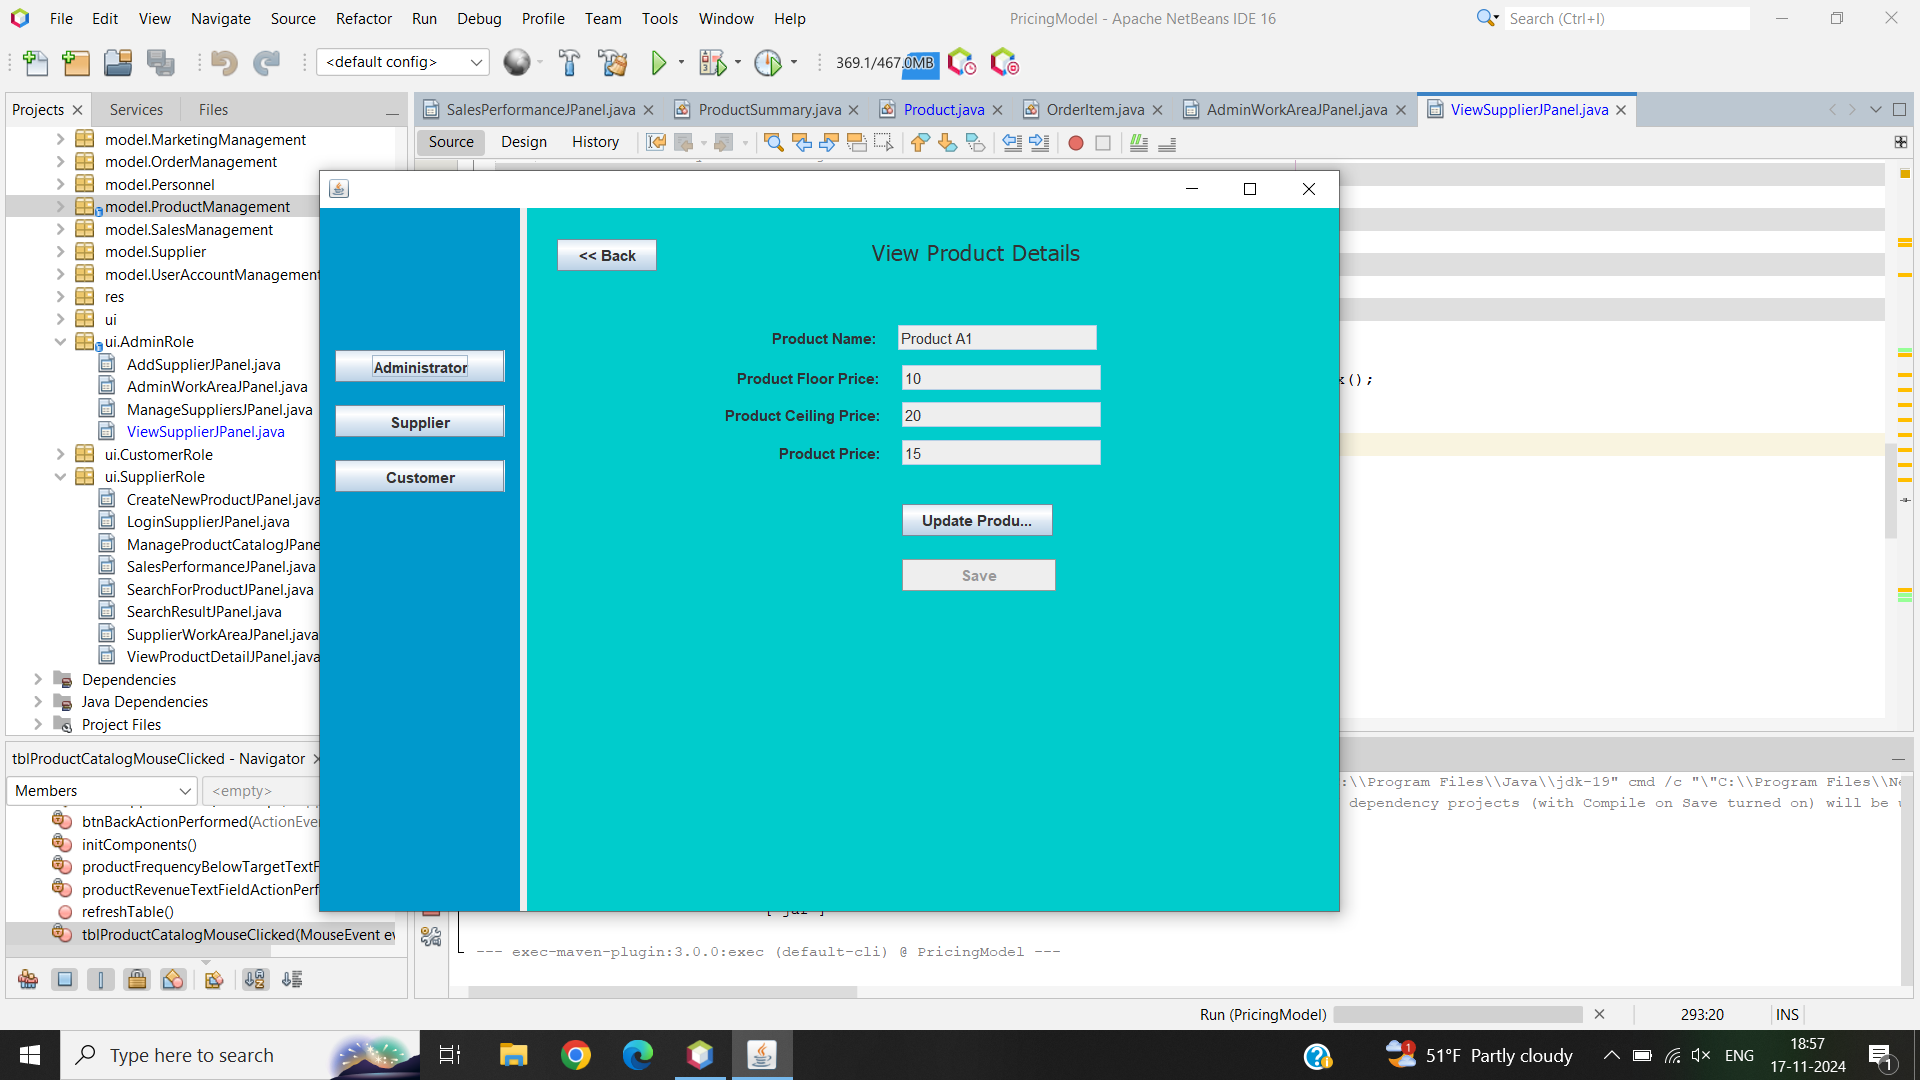 File Edit View Navigate Source Refactor Run Debug Profile Team Tools Window Help
PricingModel - Apache NetBeans IDE 16
Search (Ctrl+I)
<default config>
369.1/467.0MB
Projects Services Files
SalesPerformanceJPanel.java ProductSummary.java Product.java OrderItem.java AdminWorkAreaJPanel.java ViewSupplierJPanel.java
Source Design History
model.MarketingManagement
model.OrderManagement
model.Personnel
model.ProductManagement
model.SalesManagement
model.Supplier
model.UserAccountManagement
res
ui
ui.AdminRole
AddSupplierJPanel.java
AdminWorkAreaJPanel.java
ManageSuppliersJPanel.java
ViewSupplierJPanel.java
ui.CustomerRole
ui.SupplierRole
CreateNewProductJPanel.java
LoginSupplierJPanel.java
ManageProductCatalogJPane
SalesPerformanceJPanel.java
SearchForProductJPanel.java
SearchResultJPanel.java
SupplierWorkAreaJPanel.java
ViewProductDetailJPanel.java
Dependencies
Java Dependencies
Project Files
<< Back
View Product Details
Administrator
Supplier
Customer
Product Name: Product A1
Product Floor Price: 10
Product Ceiling Price: 20
Product Price: 15
Update Produ...
Save
();
tblProductCatalogMouseClicked - Navigator
Members
<empty>
btnBackActionPerformed(ActionEve
initComponents()
productFrequencyBelowTargetTextF
productRevenueTextFieldActionPerf
refreshTable()
tblProductCatalogMouseClicked(MouseEvent ev
:\\Program Files\\Java\\jdk-19" cmd /c "\"C:\\Program Files\\Ne
dependency projects (with Compile on Save turned on) will be u
[ jar ]
--- exec-maven-plugin:3.0.0:exec (default-cli) @ PricingModel ---
Run (PricingModel)
293:20
INS
Type here to search
1
51°F Partly cloudy
ENG
18:57
17-11-2024
1